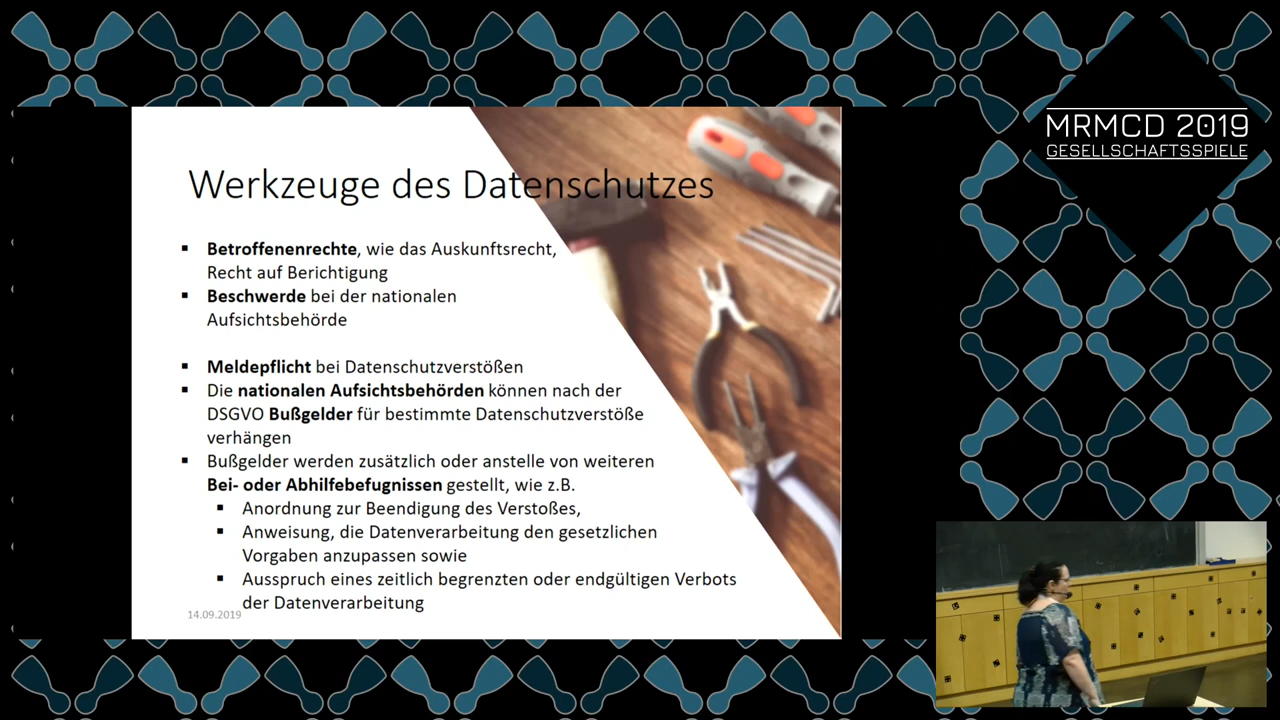 MRMCD 2019
GESELLSCHAFTSSPIELE
Werkzeuge des Datenschutzes
▪ Betroffenenrechte, wie das Auskunftsrecht,
Recht auf Berichtigung
▪ Beschwerde bei der nationalen
Aufsichtsbehörde
▪ Meldepflicht bei Datenschutzverstößen
▪ Die nationalen Aufsichtsbehörden können nach der
DSGVO Bußgelder für bestimmte Datenschutzverstöße
verhängen
▪ Bußgelder werden zusätzlich oder anstelle von weiteren
Bei- oder Abhilfebefugnissen gestellt, wie z.B.
▪ Anordnung zur Beendigung des Verstoßes,
▪ Anweisung, die Datenverarbeitung den gesetzlichen
Vorgaben anzupassen sowie
▪ Ausspruch eines zeitlich begrenzten oder endgültigen Verbots
der Datenverarbeitung
14.09.2019